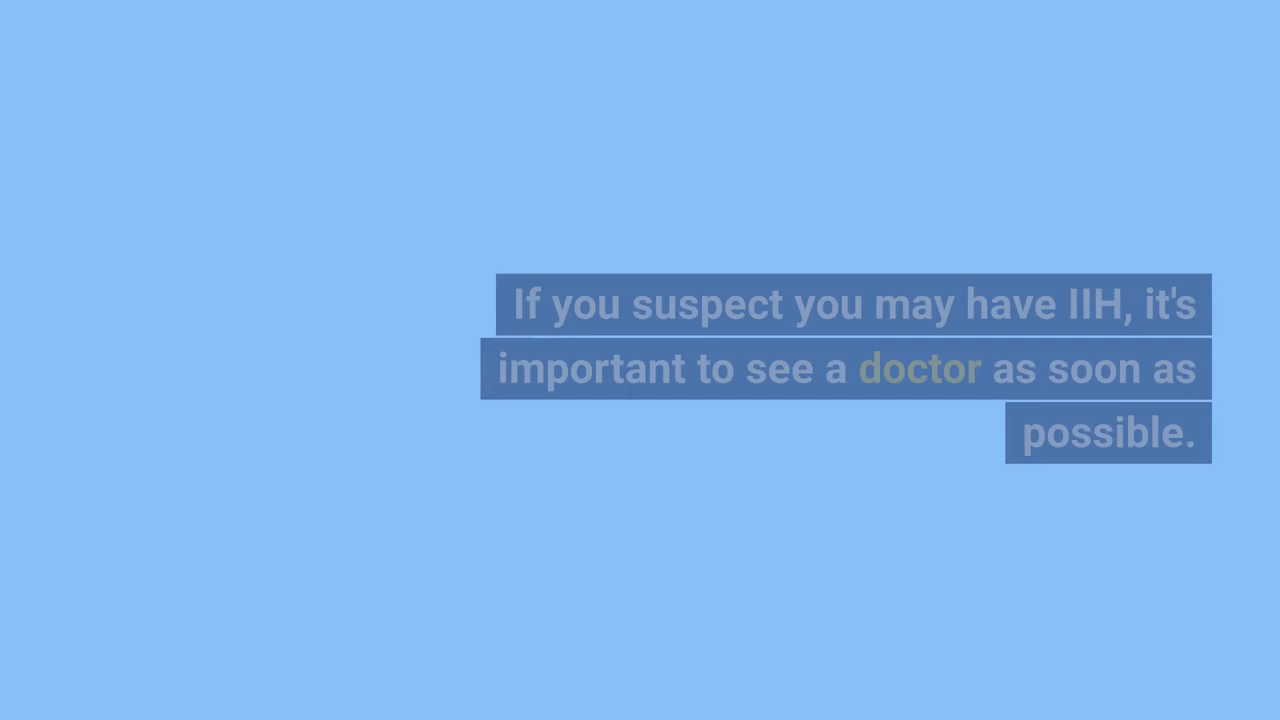 If you suspect you may have IIH, it's
important to see a doctor as soon as
possible.